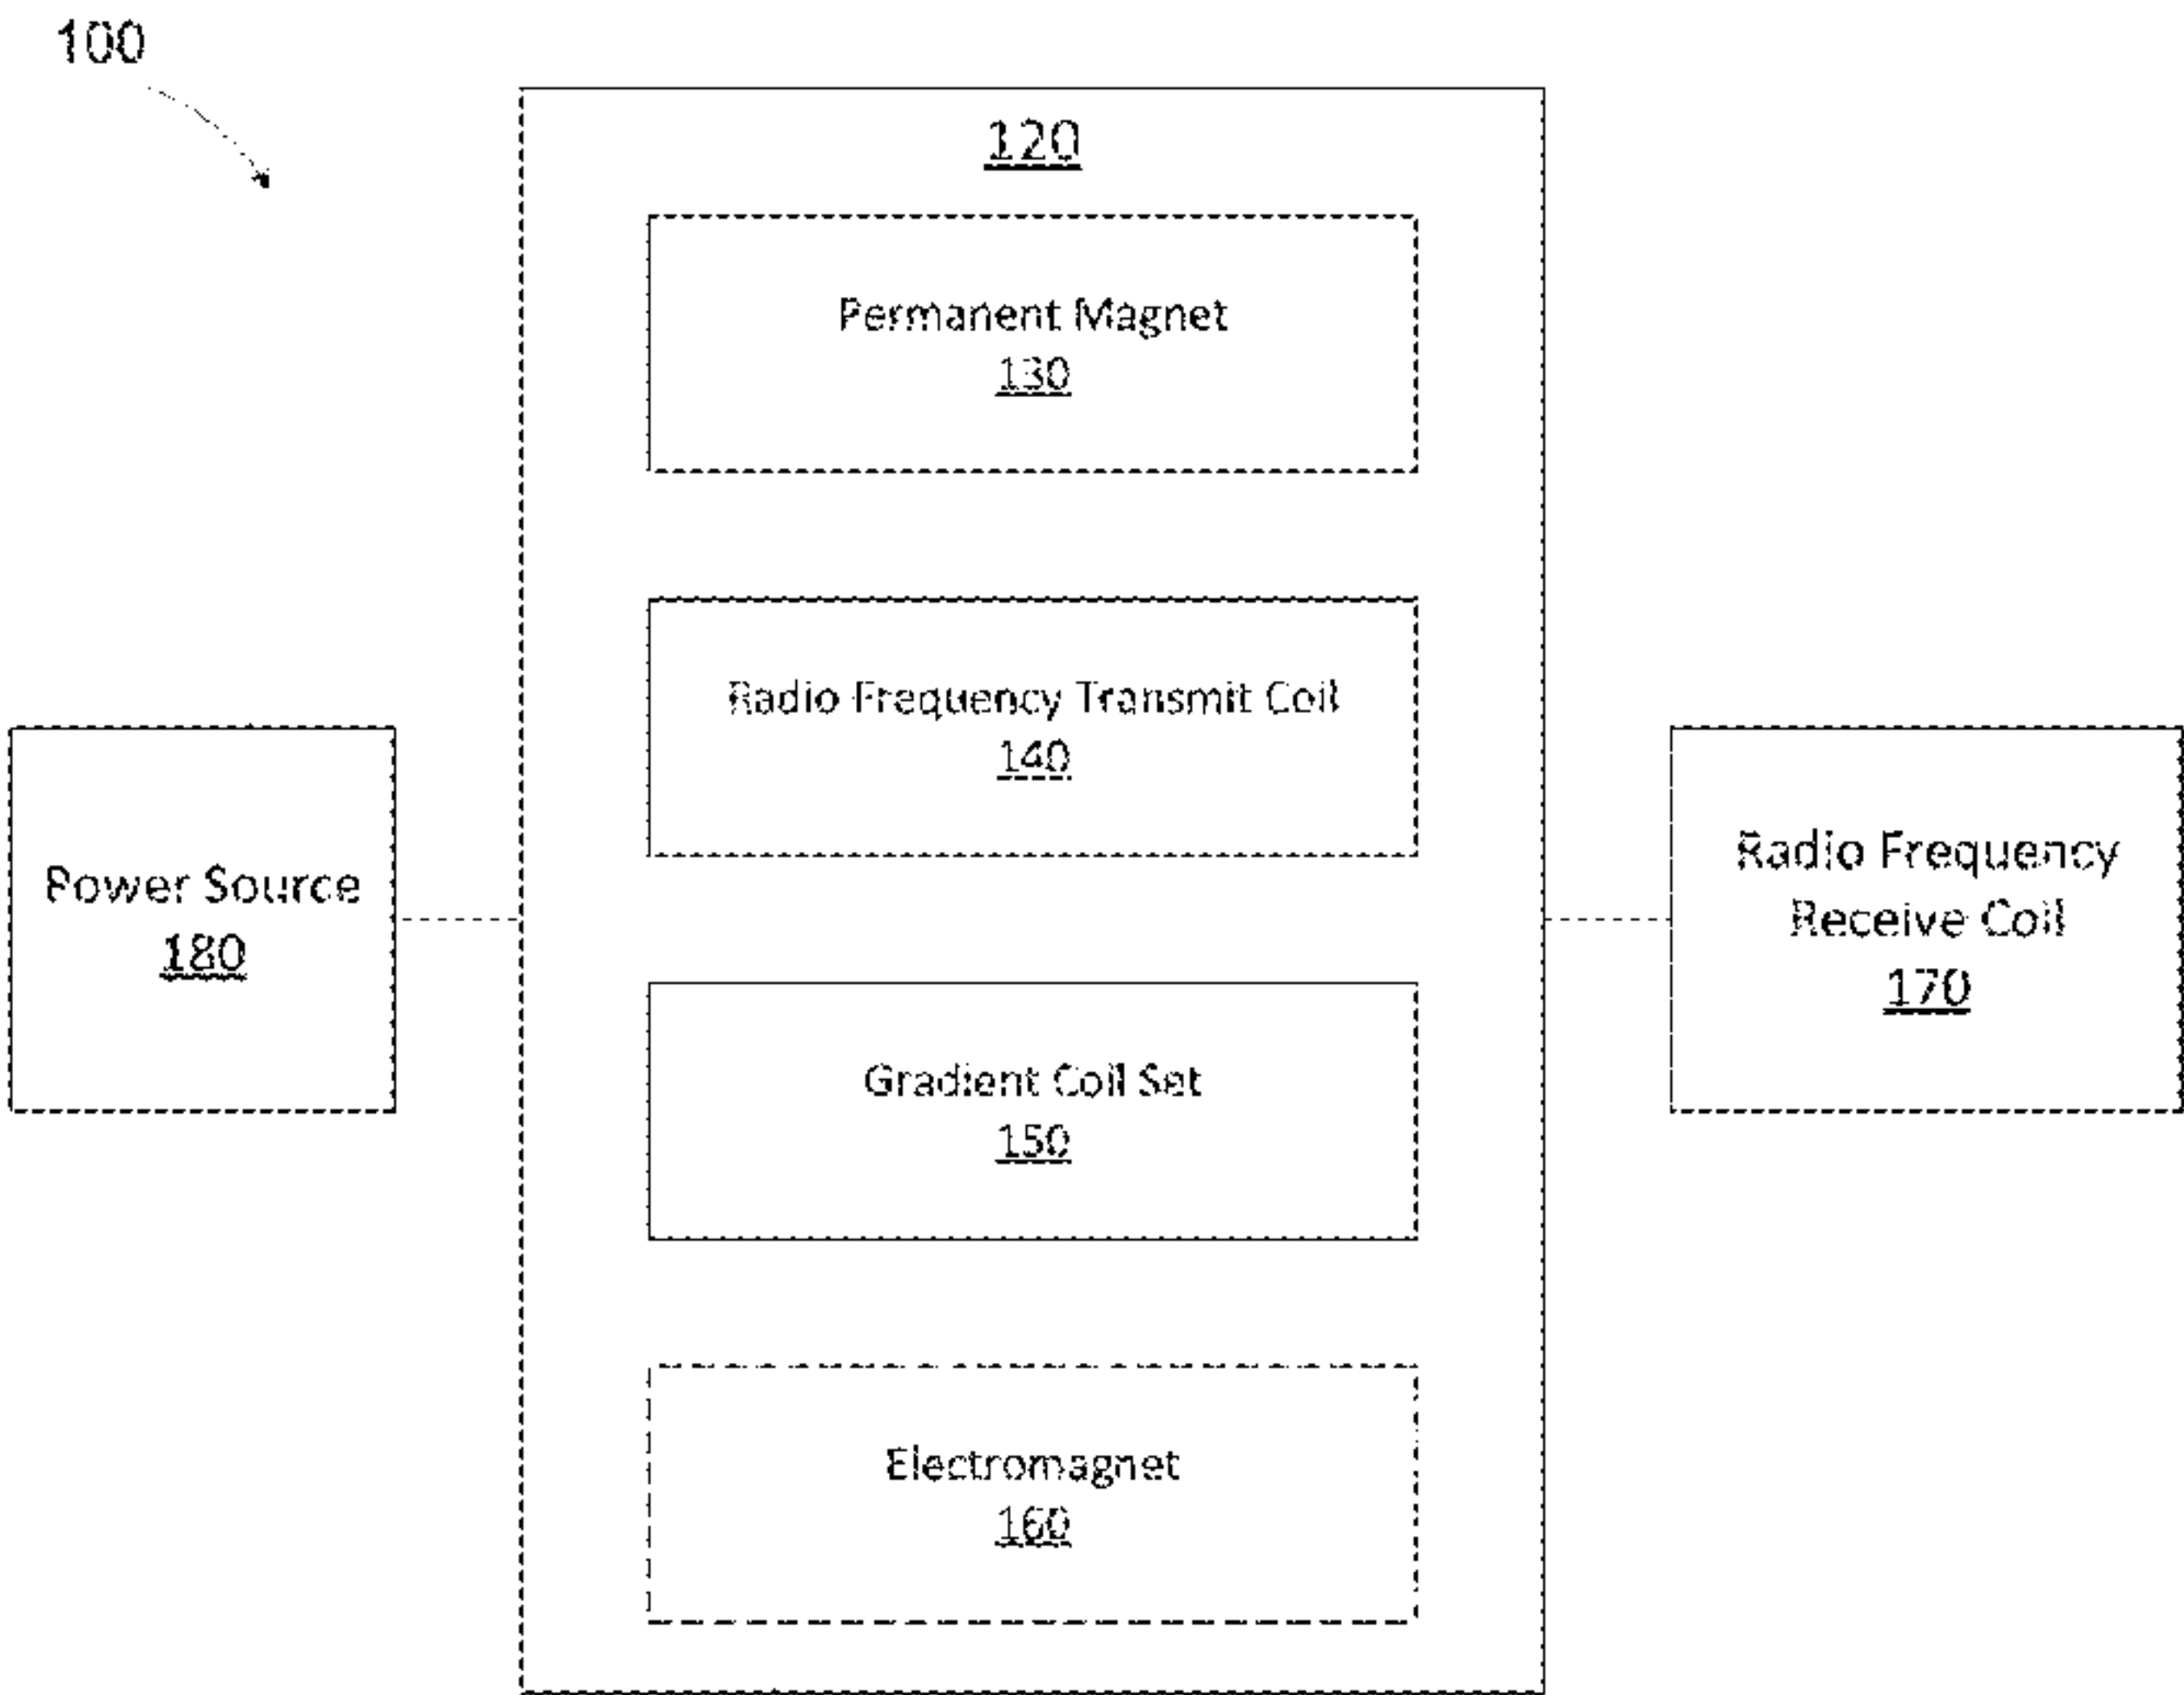 100
120
Permanent Magnet
130
Radio Frequency Transmit Coil
140
Power Source
180
Radio Frequency
Receive Coil
170
Gradient Coil Set
150
Electromagnet
160